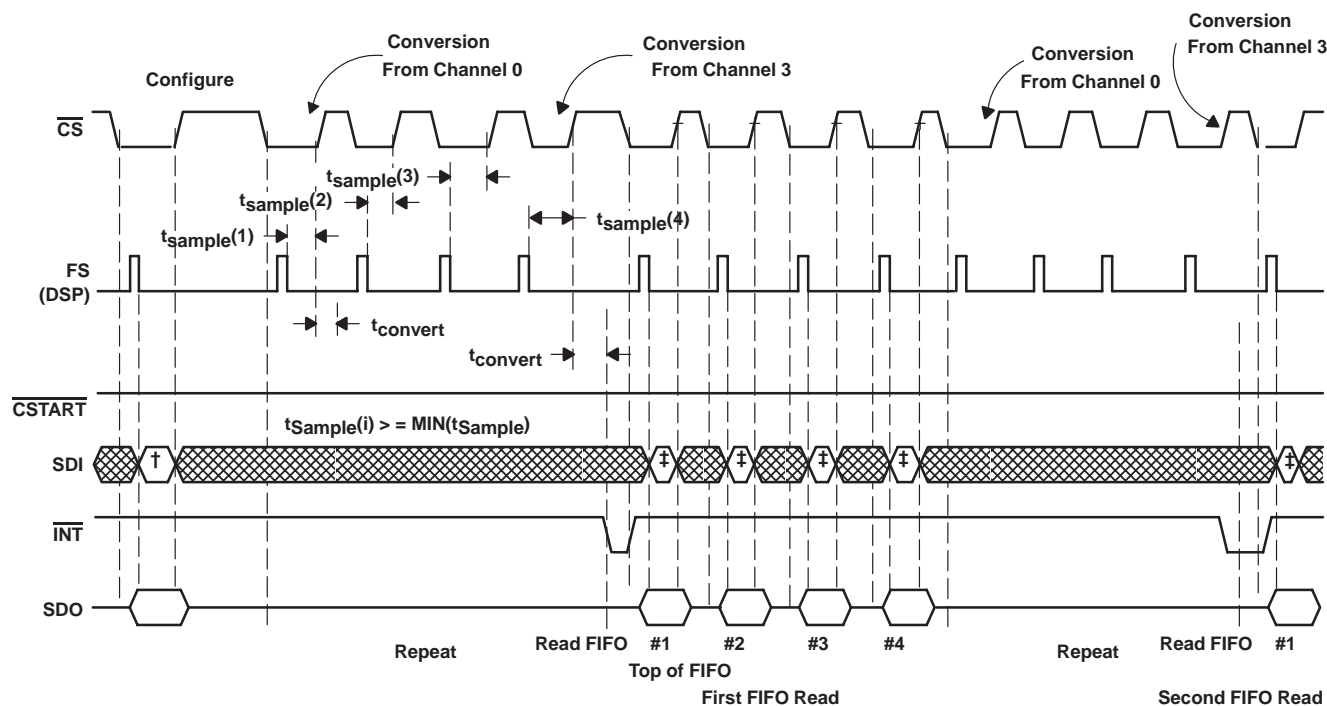 Conversion
From Channel 0
Conversion
From Channel 3
Conversion
From Channel 0
Conversion
From Channel 3
Configure
CS
tsample(3)
tsample(2)
tsample(4)
tsample(1)
FS
(DSP)
tconvert
tconvert
CSTART
tSample(i) > = MIN(tSample)
SDI
†
‡
‡
‡
‡
‡
INT
SDO
Repeat
Read FIFO
#1
#2
#3
#4
Repeat
Read FIFO
#1
Top of FIFO
First FIFO Read
Second FIFO Read